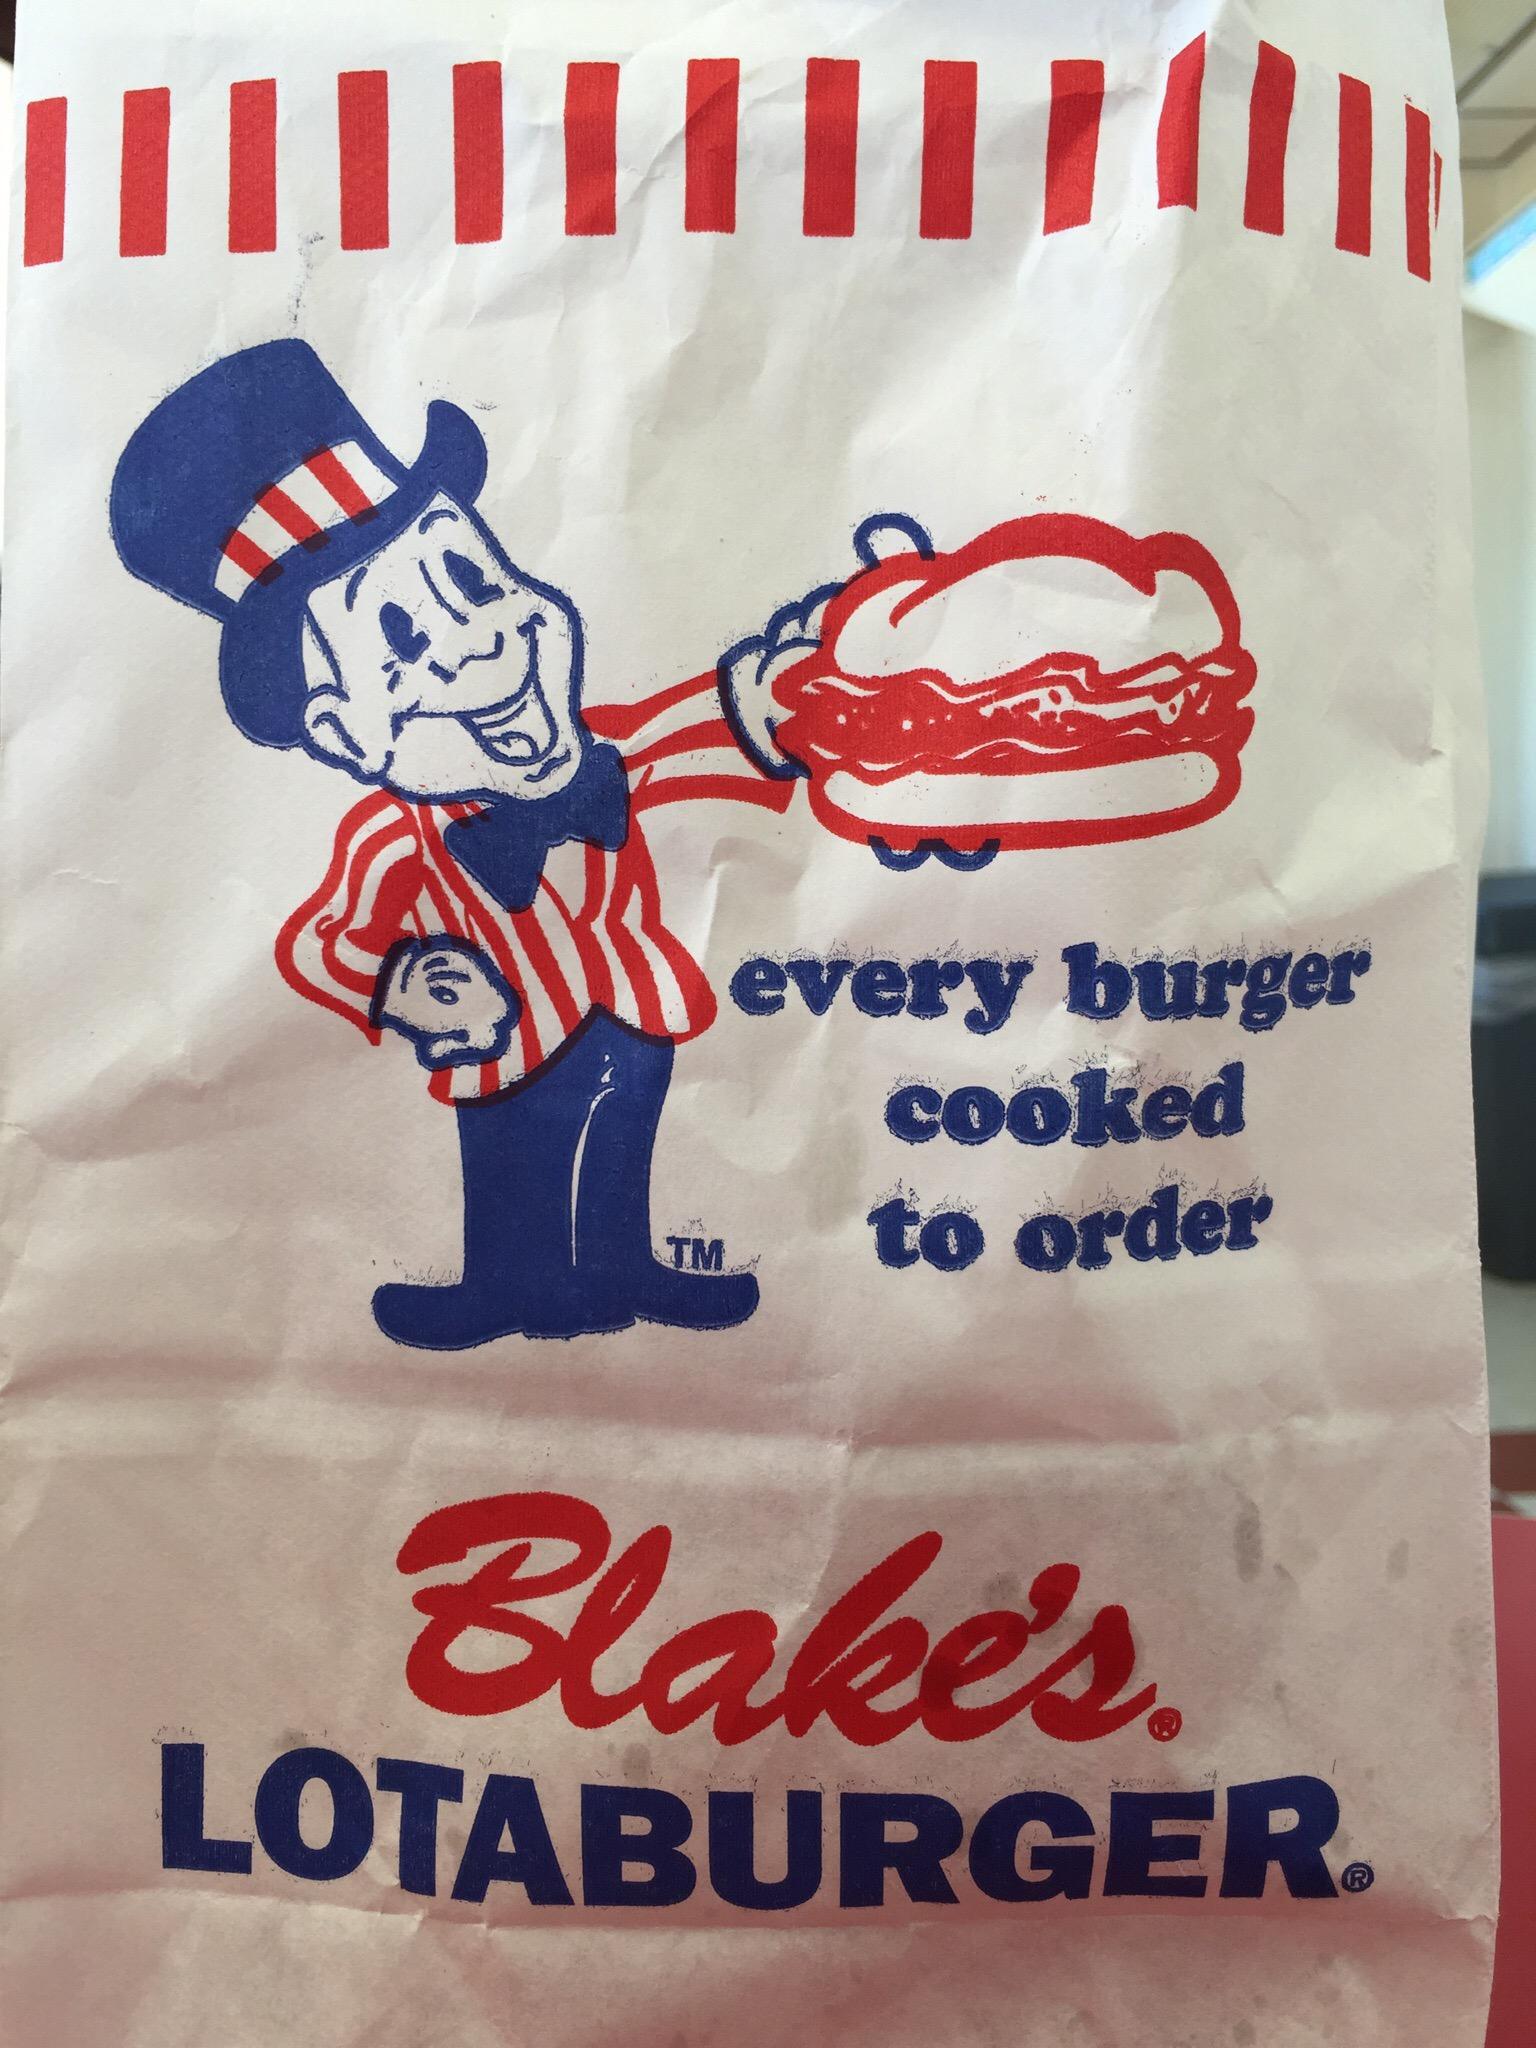 every burger
cooked
to order
TM
Blake's®
LOTABURGER®